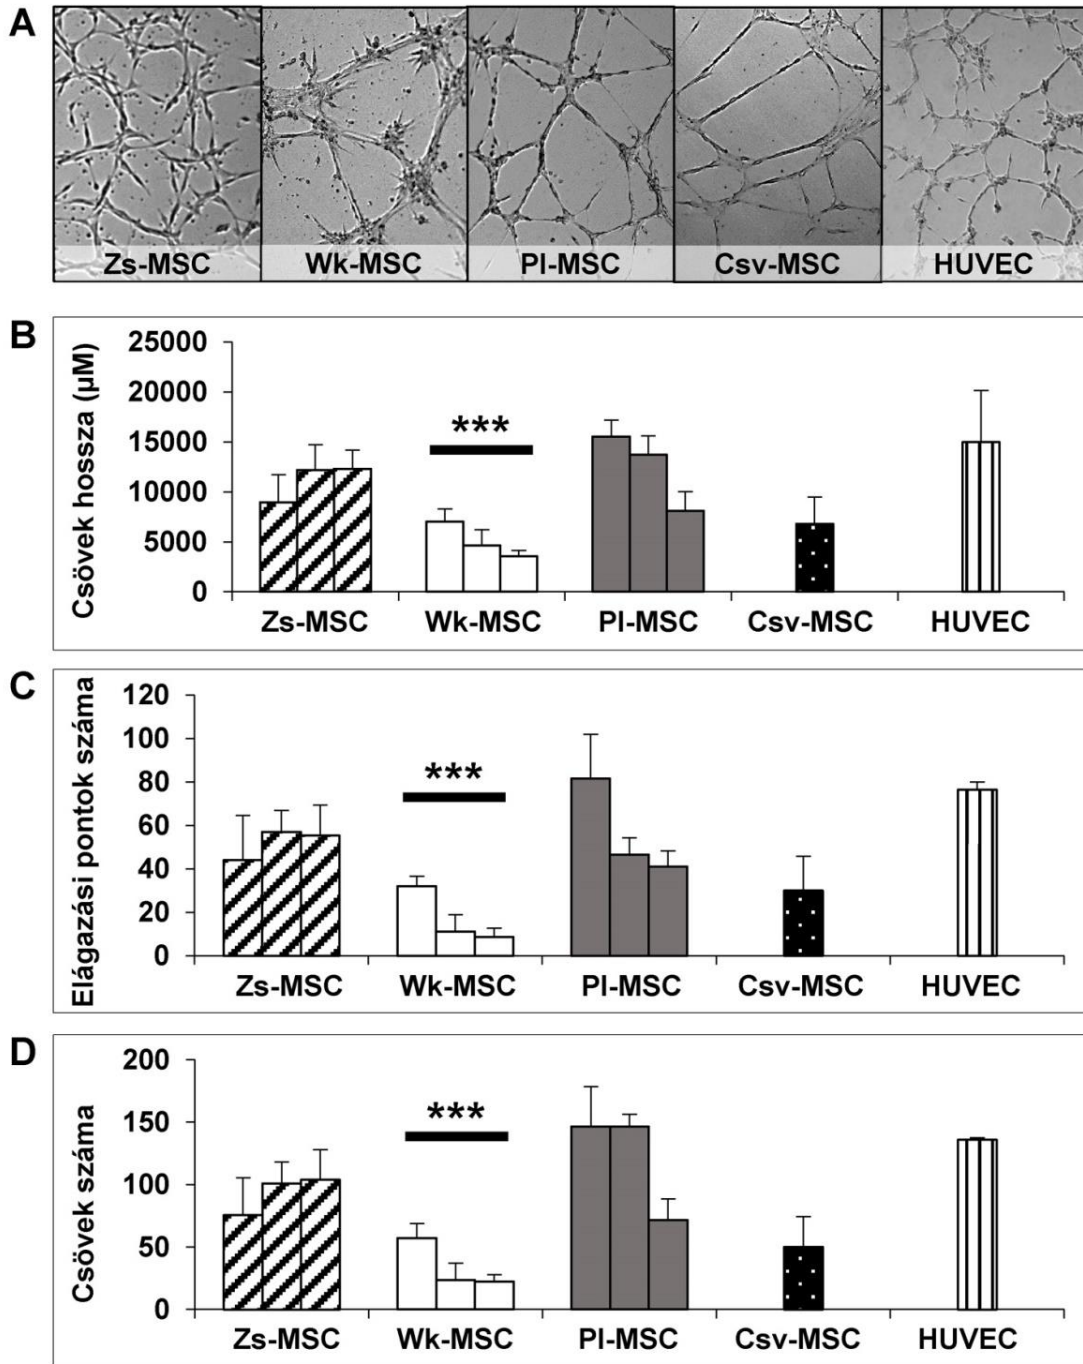 A
Zs-MSC Wk-MSC Pl-MSC Csv-MSC HUVEC
B
Csövek hossza (µM)
25000
20000
15000
10000
5000
0
***
Zs-MSC Wk-MSC Pl-MSC Csv-MSC HUVEC
C
Elágazási pontok száma
120
100
80
60
40
20
0
***
Zs-MSC Wk-MSC Pl-MSC Csv-MSC HUVEC
D
Csövek száma
200
150
100
50
0
***
Zs-MSC Wk-MSC Pl-MSC Csv-MSC HUVEC